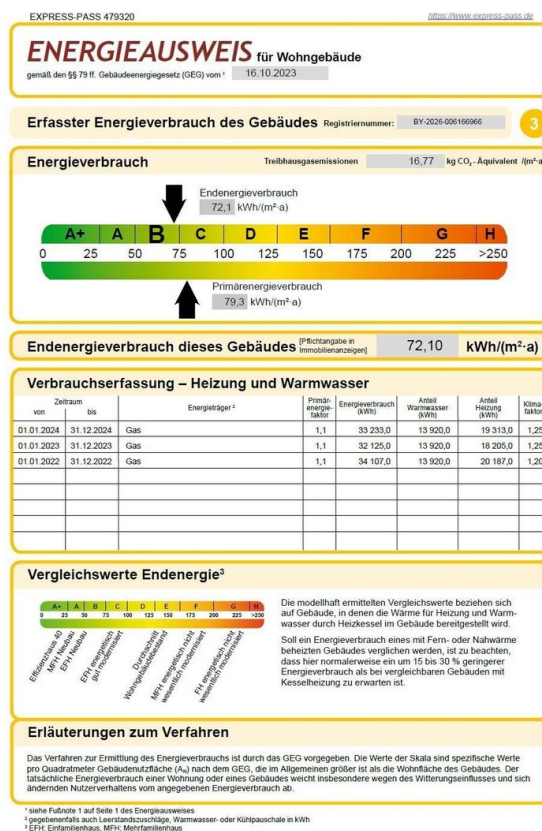 EXPRESS-PASS 479320
https://www.express-pass.de
ENERGIEAUSWEIS für Wohngebäude
gemäß den §§ 79 ff. Gebäudeenergiegesetz (GEG) vom ¹ 16.10.2023
Erfasster Energieverbrauch des Gebäudes Registriernummer: BY-2026-006166966 3
Energieverbrauch Treibhausgasemissionen 16,77 kg CO₂ - Äquivalent /(m²·a
Endenergieverbrauch
72,1 kWh/(m²·a)
A+ A B C D E F G H
0 25 50 75 100 125 150 175 200 225 >250
Primärenergieverbrauch
79,3 kWh/(m²·a)
Endenergieverbrauch dieses Gebäudes [Pflichtangabe in Immobilienanzeigen] 72,10 kWh/(m²·a)
Verbrauchserfassung – Heizung und Warmwasser
Zeitraum von bis Energieträger ² Primär-energie-faktor Energieverbrauch (kWh) Anteil Warmwasser (kWh) Anteil Heizung (kWh) Klima-faktor
01.01.2024 31.12.2024 Gas 1,1 33 233,0 13 920,0 19 313,0 1,25
01.01.2023 31.12.2023 Gas 1,1 32 125,0 13 920,0 18 205,0 1,25
01.01.2022 31.12.2022 Gas 1,1 34 107,0 13 920,0 20 187,0 1,20
Vergleichswerte Endenergie³
A+ A B C D E F G H
0 25 50 75 100 125 150 175 200 225 >250
Effizienzhaus 40
MFH Neubau
EFH Neubau
EFH energetisch gut modernisiert
Durchschnitt Wohngebäudebestand
MFH energetisch nicht wesentlich modernisiert
FH energetisch nicht wesentlich modernisiert
Die modellhaft ermittelten Vergleichswerte beziehen sich
auf Gebäude, in denen die Wärme für Heizung und Warm-
wasser durch Heizkessel im Gebäude bereitgestellt wird.
Soll ein Energieverbrauch eines mit Fern- oder Nahwärme
beheizten Gebäudes verglichen werden, ist zu beachten,
dass hier normalerweise ein um 15 bis 30 % geringerer
Energieverbrauch als bei vergleichbaren Gebäuden mit
Kesselheizung zu erwarten ist.
Erläuterungen zum Verfahren
Das Verfahren zur Ermittlung des Energieverbrauchs ist durch das GEG vorgegeben. Die Werte der Skala sind spezifische Werte
pro Quadratmeter Gebäudenutzfläche (Aₙ) nach dem GEG, die im Allgemeinen größer ist als die Wohnfläche des Gebäudes. Der
tatsächliche Energieverbrauch einer Wohnung oder eines Gebäudes weicht insbesondere wegen des Witterungseinflusses und sich
ändernden Nutzerverhaltens vom angegebenen Energieverbrauch ab.
¹ siehe Fußnote 1 auf Seite 1 des Energieausweises
² gegebenenfalls auch Leerstandszuschläge, Warmwasser- oder Kühlpauschale in kWh
³ EFH: Einfamilienhaus, MFH: Mehrfamilienhaus